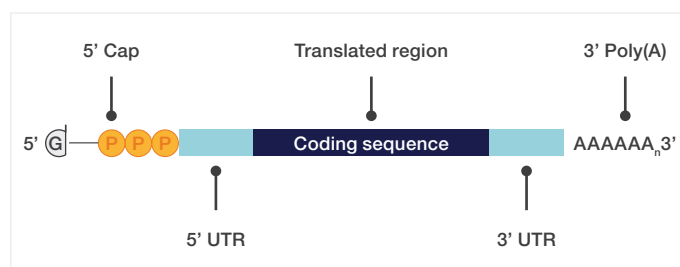 5’ Cap
Translated region
3’ Poly(A)
5’ G P P P Coding sequence AAAAAAn3’
5’ UTR
3’ UTR